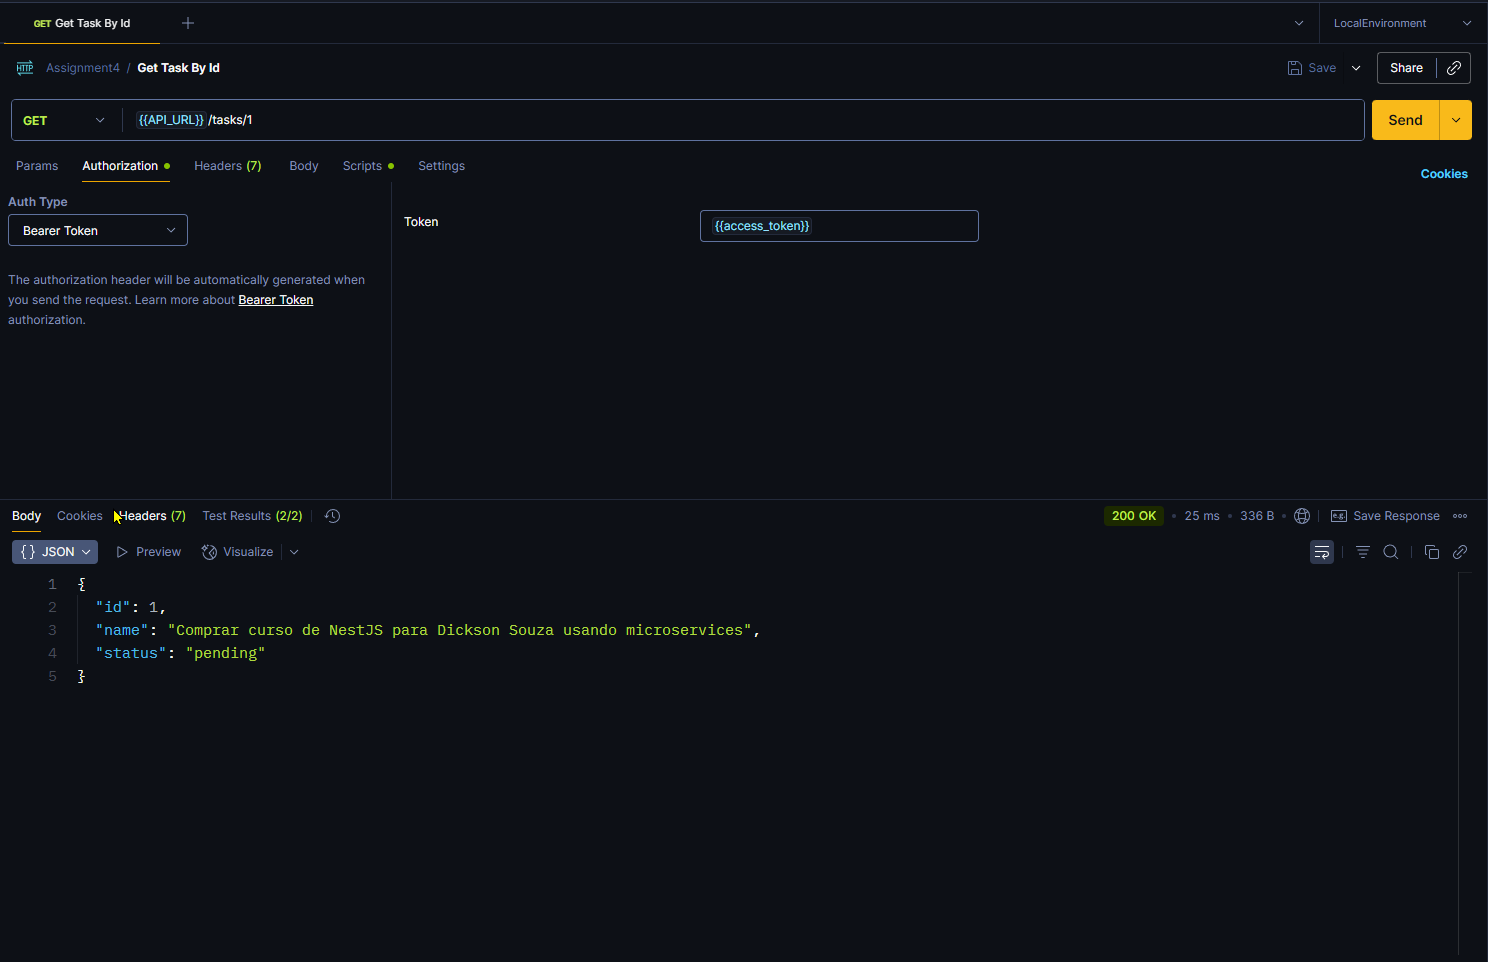 GET Get Task By Id
LocalEnvironment
HTTP Assignment4 / Get Task By Id
Save
Share
GET
{{API_URL}} /tasks/1
Send
Params
Authorization
Headers (7)
Body
Scripts
Settings
Cookies
Auth Type
Bearer Token
The authorization header will be automatically generated when
you send the request. Learn more about Bearer Token
authorization.
Token
{{access_token}}
Body
Cookies
Headers (7)
Test Results (2/2)
200 OK
25 ms
336 B
e.g.
Save Response
{ } JSON
Preview
Visualize
1 {
2 "id": 1,
3 "name": "Comprar curso de NestJS para Dickson Souza usando microservices",
4 "status": "pending"
5 }